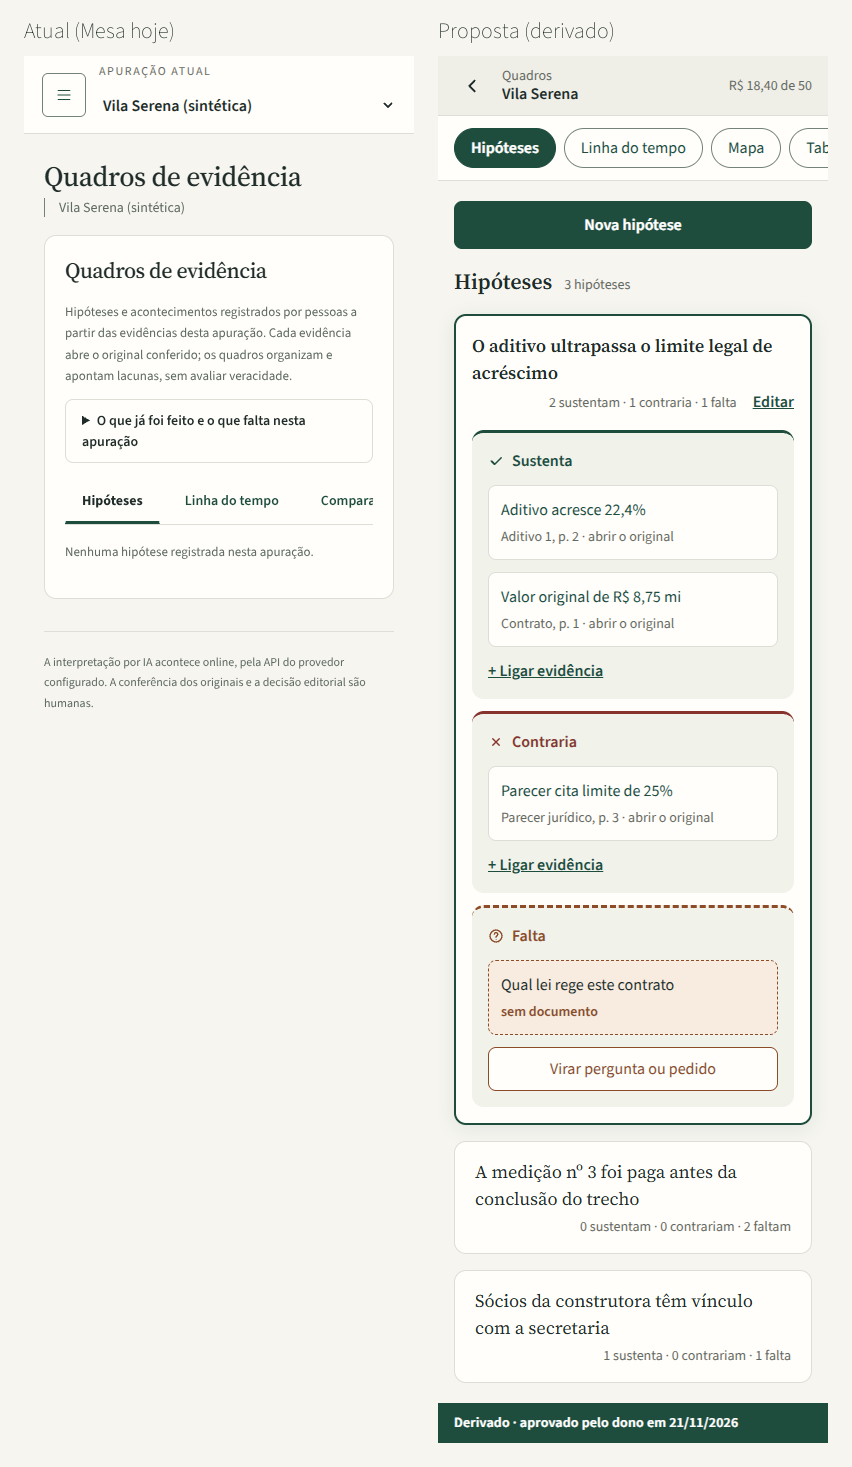 Atual (Mesa hoje)
APURAÇÃO ATUAL
Vila Serena (sintética)
Quadros de evidência
Vila Serena (sintética)
Quadros de evidência
Hipóteses e acontecimentos registrados por pessoas a
partir das evidências desta apuração. Cada evidência
abre o original conferido; os quadros organizam e
apontam lacunas, sem avaliar veracidade.
▶ O que já foi feito e o que falta nesta
apuração
Hipóteses Linha do tempo Compara
Nenhuma hipótese registrada nesta apuração.
A interpretação por IA acontece online, pela API do provedor
configurado. A conferência dos originais e a decisão editorial são
humanas.
Proposta (derivado)
Quadros
Vila Serena
R$ 18,40 de 50
Hipóteses Linha do tempo Mapa Tab
Nova hipótese
Hipóteses 3 hipóteses
O aditivo ultrapassa o limite legal de
acréscimo
2 sustentam · 1 contraria · 1 falta Editar
Sustenta
Aditivo acresce 22,4%
Aditivo 1, p. 2 · abrir o original
Valor original de R$ 8,75 mi
Contrato, p. 1 · abrir o original
+ Ligar evidência
Contraria
Parecer cita limite de 25%
Parecer jurídico, p. 3 · abrir o original
+ Ligar evidência
Falta
Qual lei rege este contrato
sem documento
Virar pergunta ou pedido
A medição nº 3 foi paga antes da
conclusão do trecho
0 sustentam · 0 contrariam · 2 faltam
Sócios da construtora têm vínculo
com a secretaria
1 sustenta · 0 contrariam · 1 falta
Derivado · aprovado pelo dono em 21/11/2026